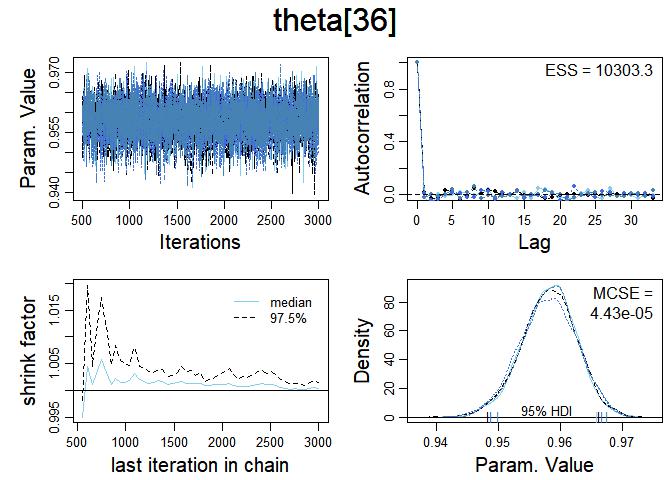 theta[36]
Param. Value
0.940
0.955
0.970
500
1000
1500
2000
2500
3000
Iterations
Autocorrelation
0.0
0.4
0.8
ESS = 10303.3
0
5
10
15
20
25
30
Lag
shrink factor
0.995
1.005
1.015
median
97.5%
500
1000
1500
2000
2500
3000
last iteration in chain
Density
0
20
40
60
80
MCSE =
4.43e-05
95% HDI
0.94
0.95
0.96
0.97
Param. Value